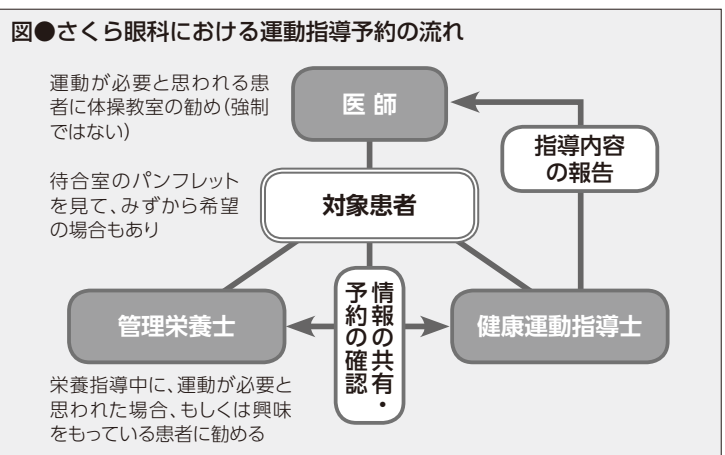 図●さくら眼科における運動指導予約の流れ
運動が必要と思われる患
者に体操教室の勧め(強制
ではない)
医 師
指導内容
の報告
待合室のパンフレット
を見て、みずから希望
の場合もあり
対象患者
管理栄養士
情報の共有・
予約の確認
健康運動指導士
栄養指導中に、運動が必要と
思われた場合、もしくは興味
をもっている患者に勧める